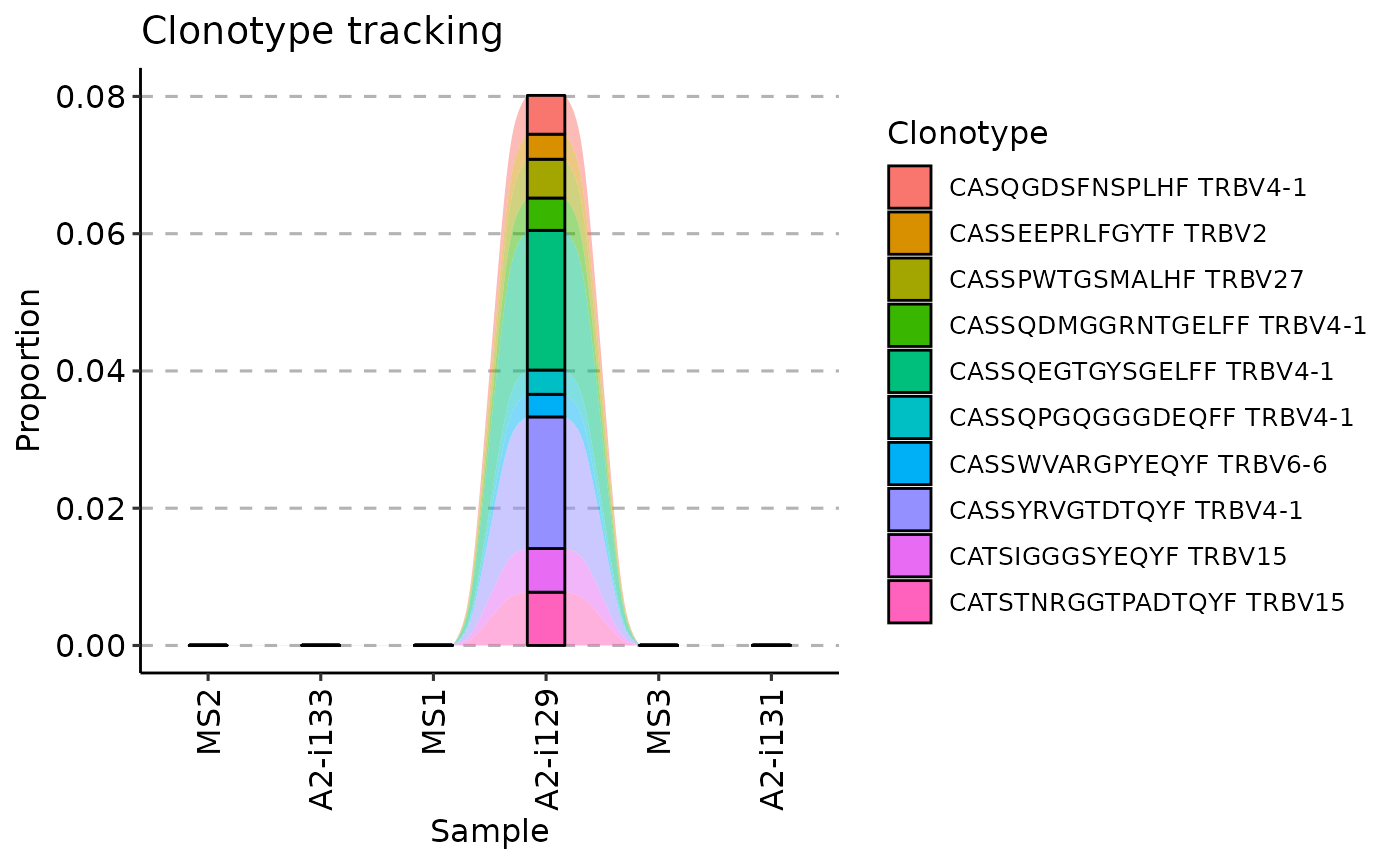 Clonotype tracking
Proportion
0.08
0.06
0.04
0.02
0.00
MS2
A2-i133
MS1
A2-i129
MS3
A2-i131
Sample
Clonotype
CASQGDSFNSPLHF TRBV4-1
CASSEEPRLFGYTF TRBV2
CASSPWTGSMALHF TRBV27
CASSQDMGGRNTGELFF TRBV4-1
CASSQEGTGYSGELFF TRBV4-1
CASSQPGQGGGDEQFF TRBV4-1
CASSWVARGPYEQYF TRBV6-6
CASSYRVGTDTQYF TRBV4-1
CATSIGGGSYEQYF TRBV15
CATSTNRGGTPADTQYF TRBV15